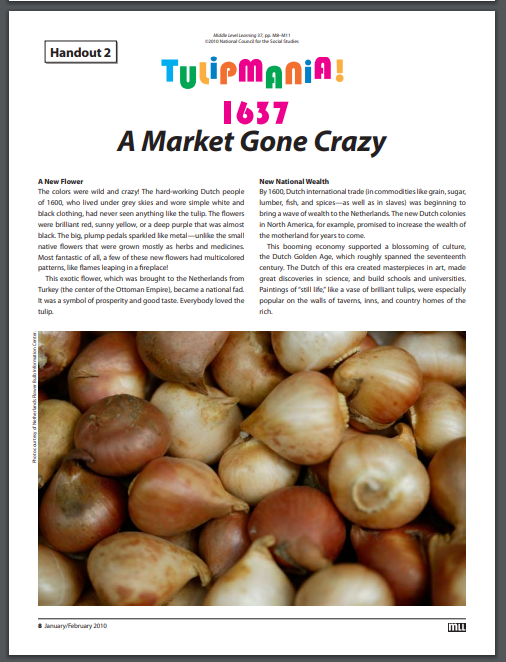 Middle Level Learning 37, pp. M8–M11
©2010 National Council for the Social Studies
Handout 2
TULIPMANIA!
1637
A Market Gone Crazy
A New Flower
The colors were wild and crazy! The hard-working Dutch people
of 1600, who lived under grey skies and wore simple white and
black clothing, had never seen anything like the tulip. The flowers
were brilliant red, sunny yellow, or a deep purple that was almost
black. The big, plump pedals sparkled like metal—unlike the small
native flowers that were grown mostly as herbs and medicines.
Most fantastic of all, a few of these new flowers had multicolored
patterns, like flames leaping in a fireplace!
This exotic flower, which was brought to the Netherlands from
Turkey (the center of the Ottoman Empire), became a national fad.
It was a symbol of prosperity and good taste. Everybody loved the
tulip.
New National Wealth
By 1600, Dutch international trade (in commodities like grain, sugar,
lumber, fish, and spices—as well as in slaves) was beginning to
bring a wave of wealth to the Netherlands. The new Dutch colonies
in North America, for example, promised to increase the wealth of
the motherland for years to come.
This booming economy supported a blossoming of culture,
the Dutch Golden Age, which roughly spanned the seventeenth
century. The Dutch of this era created masterpieces in art, made
great discoveries in science, and build schools and universities.
Paintings of "still life," like a vase of brilliant tulips, were especially
popular on the walls of taverns, inns, and country homes of the
rich.
Photo courtesy of Netherlands Flower Bulb Information Center
8 January/February 2010
MLL